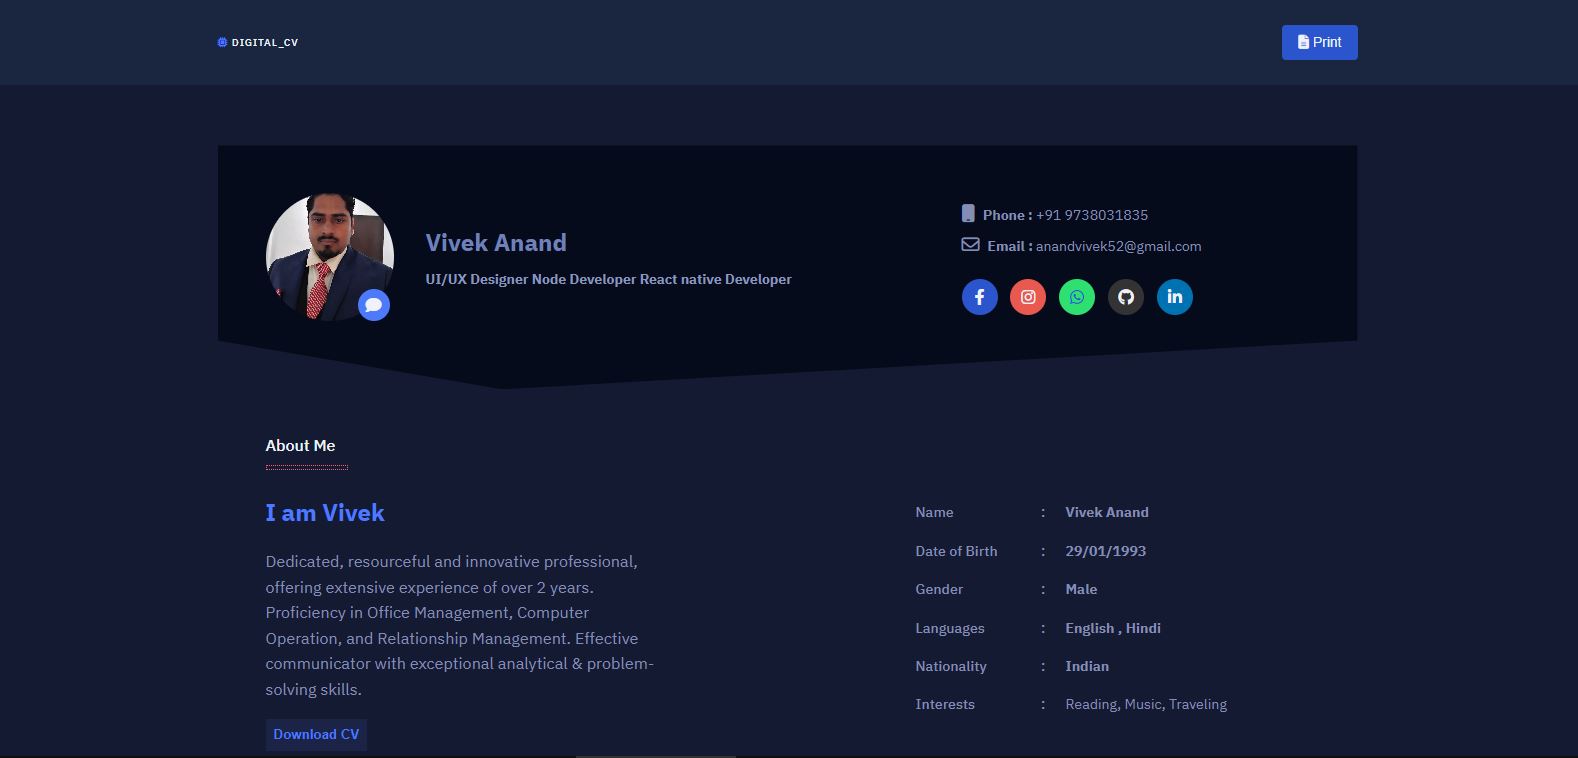 DIGITAL_CV
Print
Vivek Anand
UI/UX Designer Node Developer React native Developer
Phone : +91 9738031835
Email : anandvivek52@gmail.com
About Me
I am Vivek
Dedicated, resourceful and innovative professional,
offering extensive experience of over 2 years.
Proficiency in Office Management, Computer
Operation, and Relationship Management. Effective
communicator with exceptional analytical & problem-
solving skills.
Download CV
Name : Vivek Anand
Date of Birth : 29/01/1993
Gender : Male
Languages : English , Hindi
Nationality : Indian
Interests : Reading, Music, Traveling